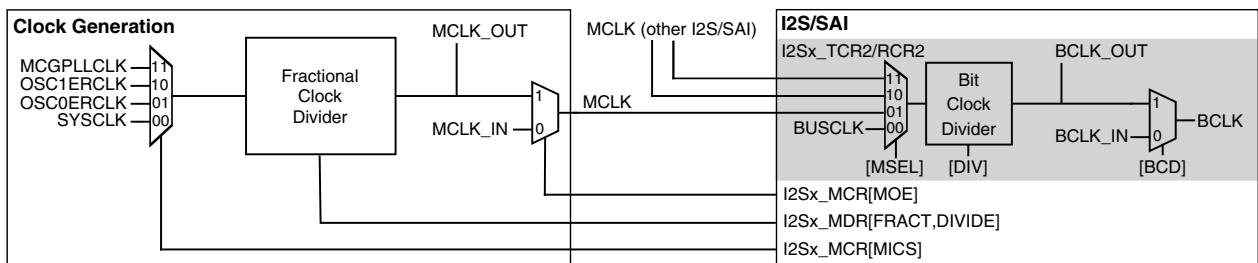 Clock Generation
MCGPLLCLK
OSC1ERCLK
OSC0ERCLK
SYSCLK
11
10
01
00
Fractional
Clock
Divider
MCLK_OUT
MCLK_IN
1
0
MCLK
MCLK (other I2S/SAI)
I2S/SAI
I2Sx_TCR2/RCR2
11
10
01
00
BUSCLK
[MSEL]
Bit
Clock
Divider
[DIV]
BCLK_OUT
BCLK_IN
1
0
[BCD]
BCLK
I2Sx_MCR[MOE]
I2Sx_MDR[FRACT,DIVIDE]
I2Sx_MCR[MICS]